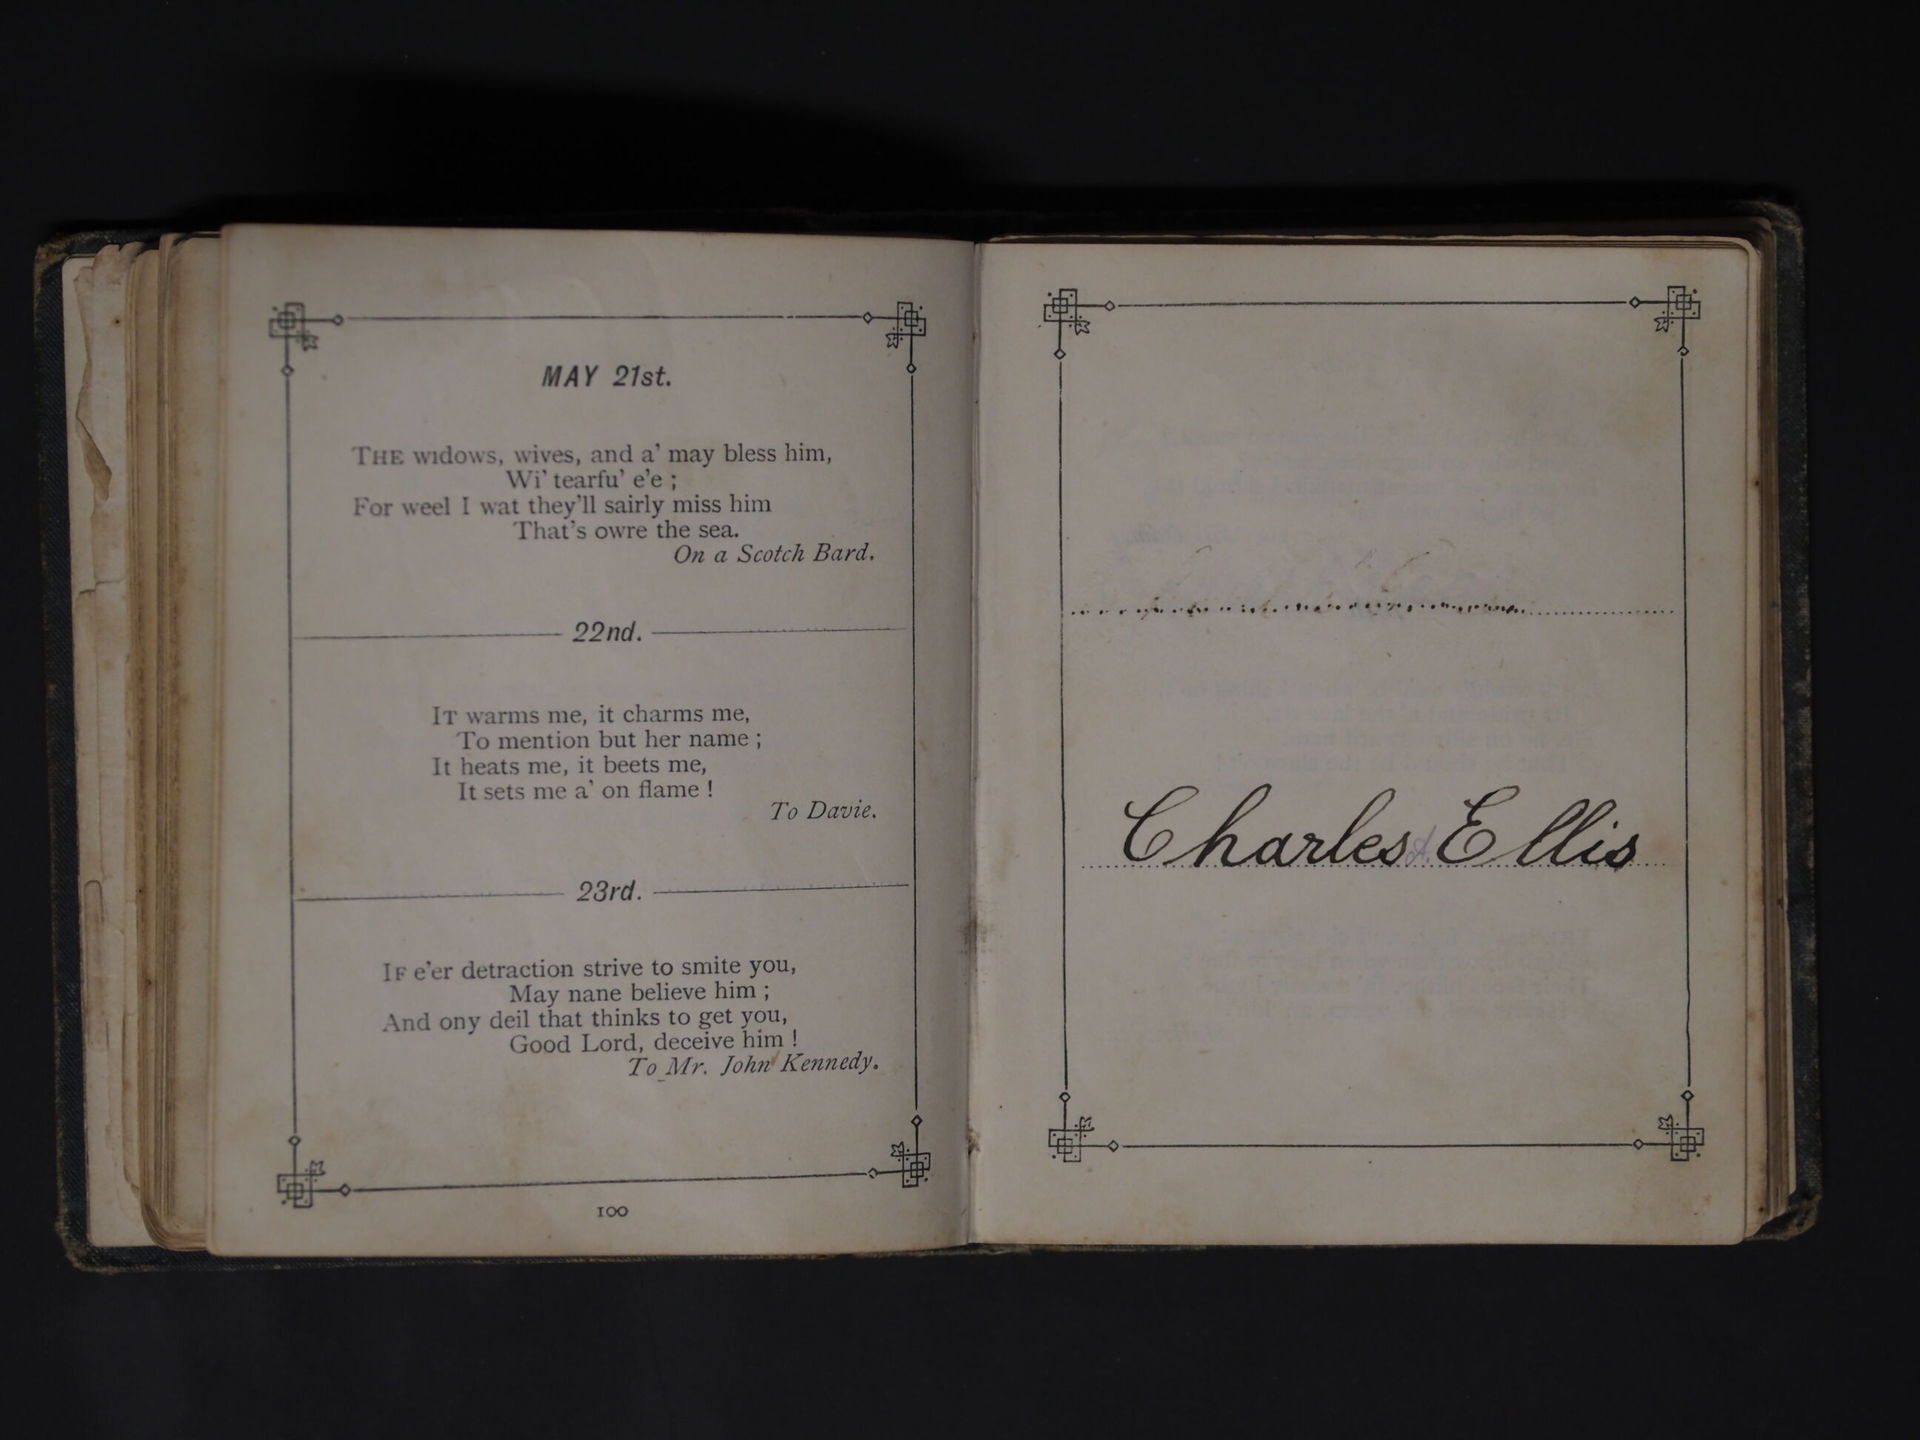 MAY 21st.
THE widows, wives, and a' may bless him,
Wi' tearfu' e'e ;
For weel I wat they'll sairly miss him
That's owre the sea.
On a Scotch Bard.
22nd.
IT warms me, it charms me,
To mention but her name ;
It heats me, it beets me,
It sets me a' on flame !
To Davie.
23rd.
IF e'er detraction strive to smite you,
May nane believe him ;
And ony deil that thinks to get you,
Good Lord, deceive him !
To Mr. John Kennedy.
100
Charles A. Ellis